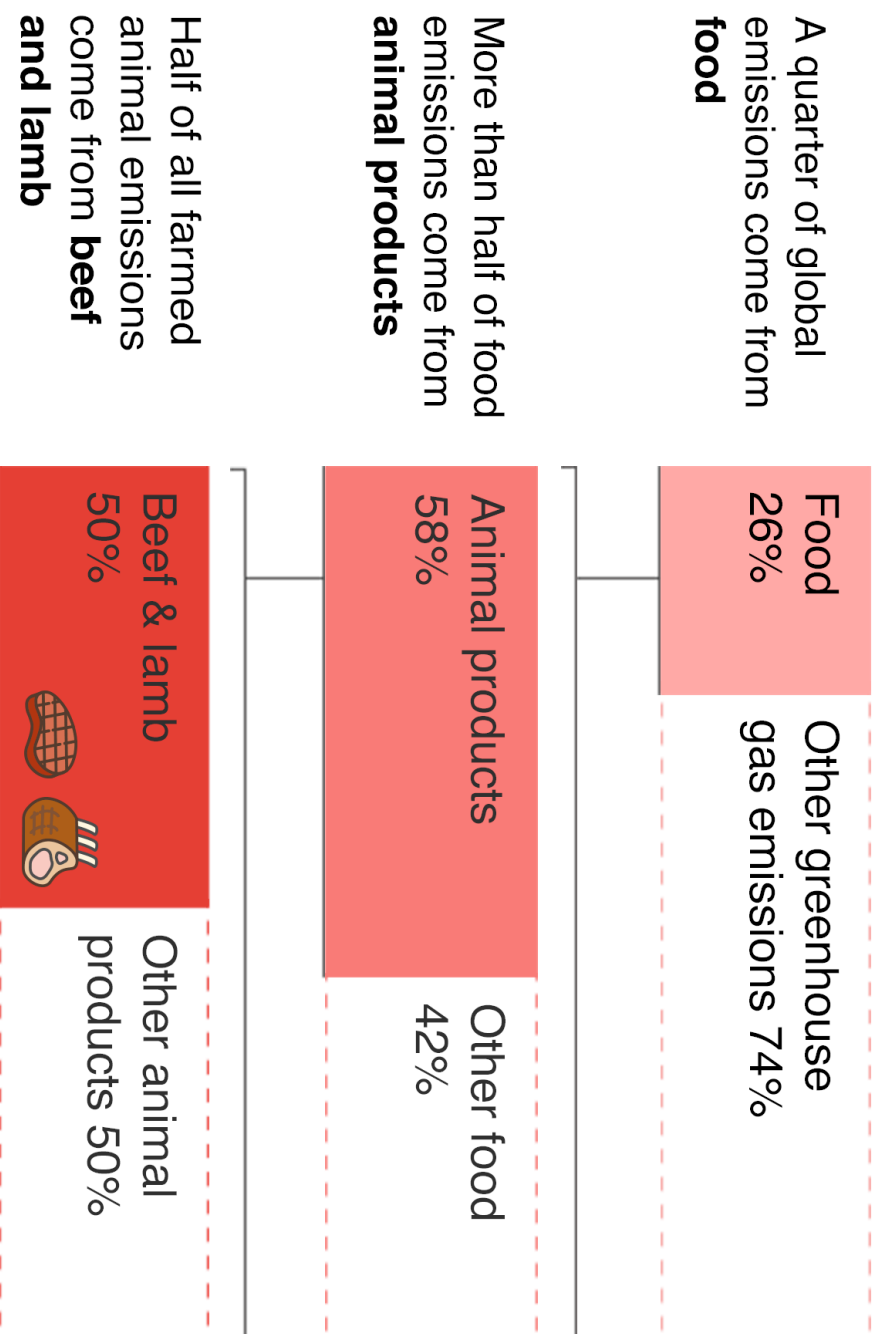 A quarter of global
emissions come from
food
Food
26%
Other greenhouse
gas emissions 74%
More than half of food
emissions come from
animal products
Animal products
58%
Other food
42%
Half of all farmed
animal emissions
come from beef
and lamb
Beef & lamb
50%
Other animal
products 50%